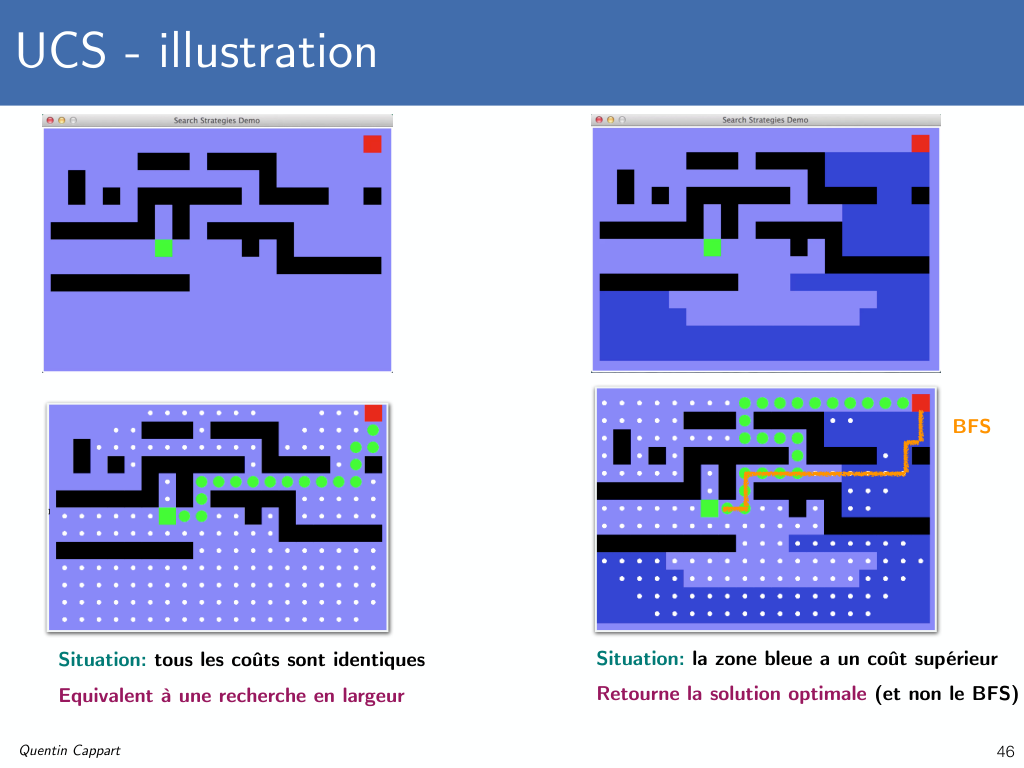 UCS - illustration
Search Strategies Demo
Search Strategies Demo
BFS
Situation: tous les coûts sont identiques
Equivalent à une recherche en largeur
Situation: la zone bleue a un coût supérieur
Retourne la solution optimale (et non le BFS)
Quentin Cappart
46